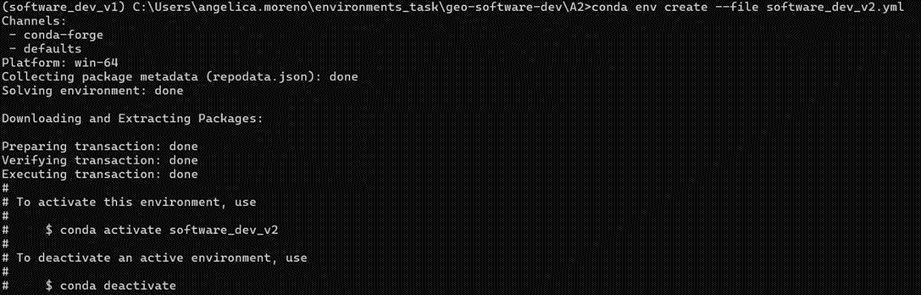 (software_dev_v1) C:\Users\angelica.moreno\environments_task\geo-software-dev\A2>conda env create --file software_dev_v2.yml
Channels:
 - conda-forge
 - defaults
Platform: win-64
Collecting package metadata (repodata.json): done
Solving environment: done

Downloading and Extracting Packages:

Preparing transaction: done
Verifying transaction: done
Executing transaction: done
#
# To activate this environment, use
#
#     $ conda activate software_dev_v2
#
# To deactivate an active environment, use
#
#     $ conda deactivate